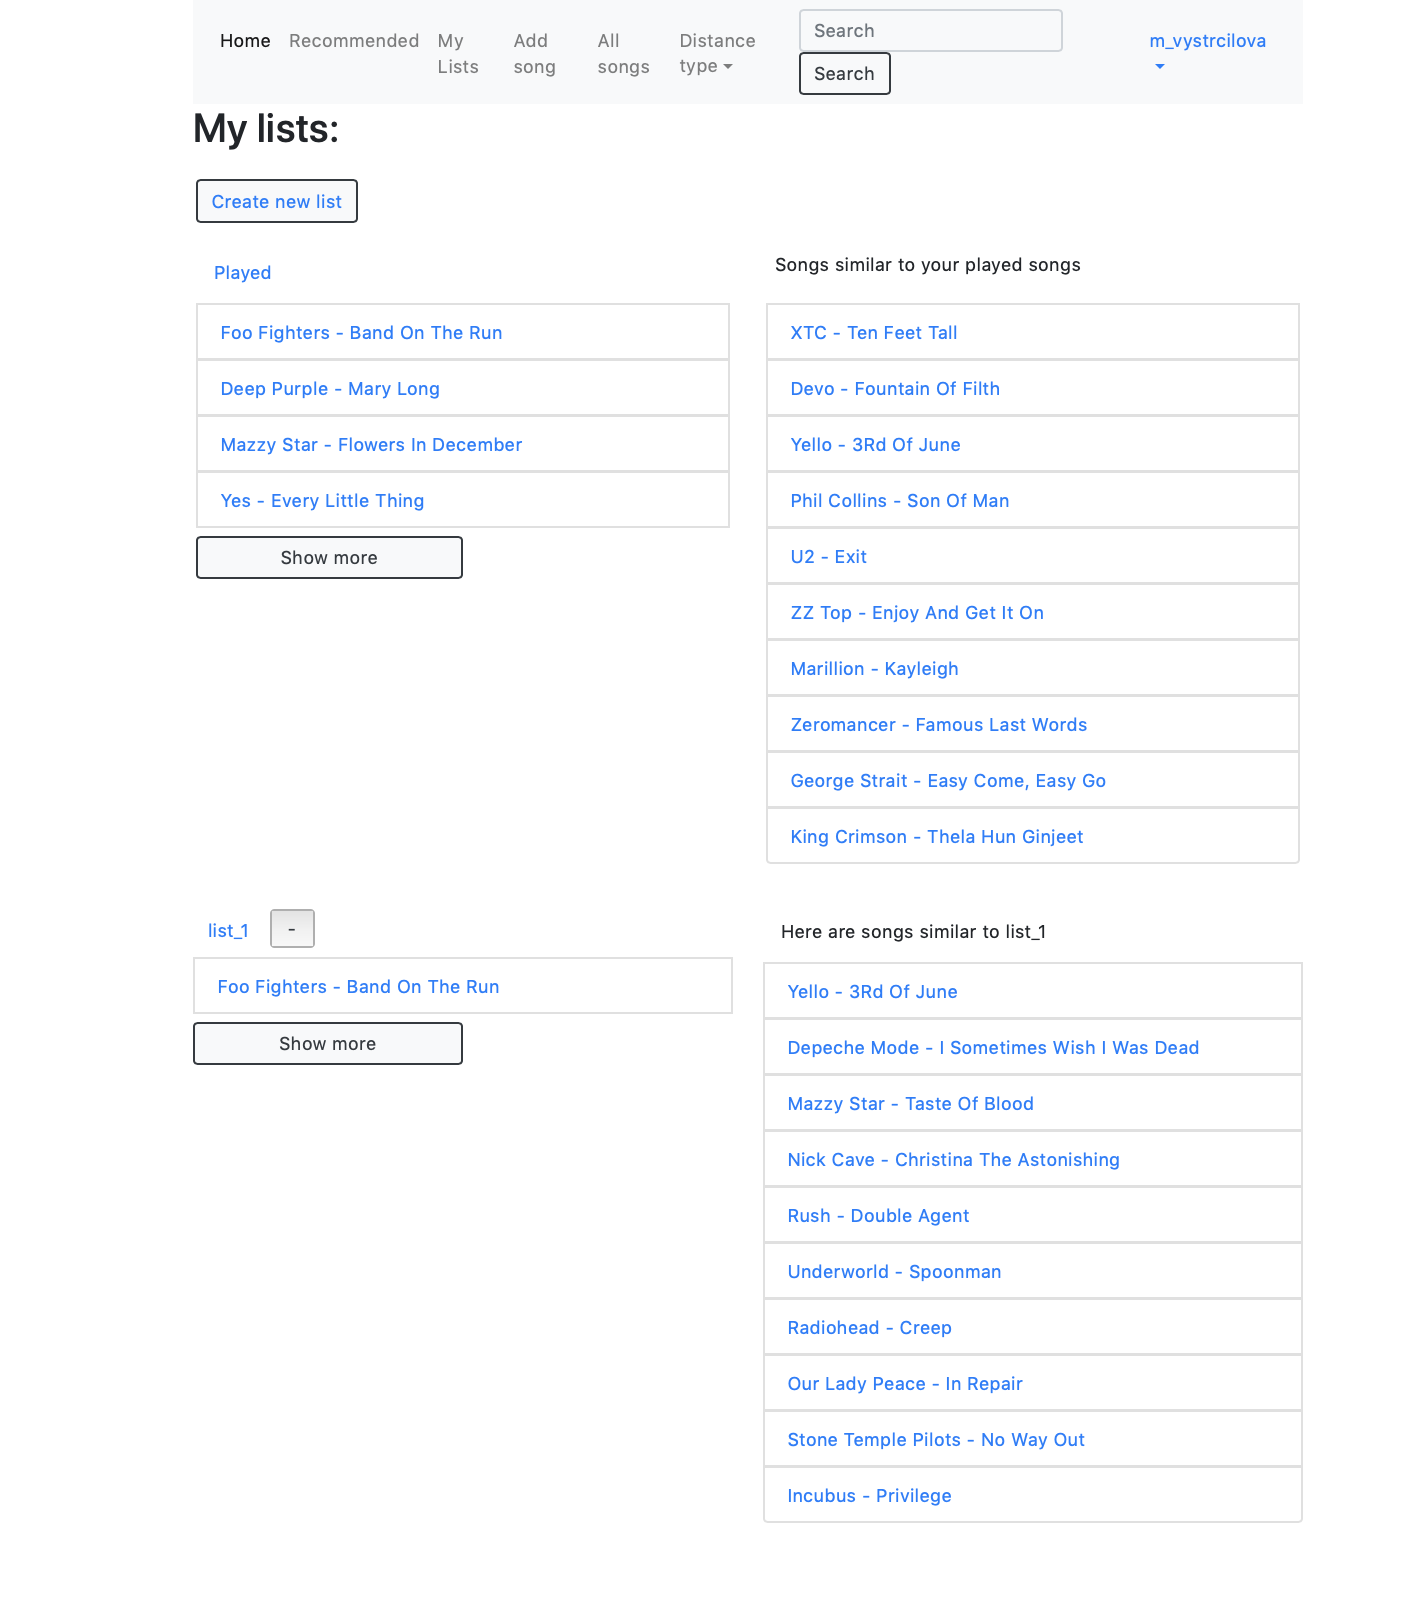 Home Recommended My Lists Add song All songs Distance type Search
Search
m_vystrcilova
My lists:
Create new list
Played
Foo Fighters - Band On The Run
Deep Purple - Mary Long
Mazzy Star - Flowers In December
Yes - Every Little Thing
Show more
Songs similar to your played songs
XTC - Ten Feet Tall
Devo - Fountain Of Filth
Yello - 3Rd Of June
Phil Collins - Son Of Man
U2 - Exit
ZZ Top - Enjoy And Get It On
Marillion - Kayleigh
Zeromancer - Famous Last Words
George Strait - Easy Come, Easy Go
King Crimson - Thela Hun Ginjeet
list_1 -
Foo Fighters - Band On The Run
Show more
Here are songs similar to list_1
Yello - 3Rd Of June
Depeche Mode - I Sometimes Wish I Was Dead
Mazzy Star - Taste Of Blood
Nick Cave - Christina The Astonishing
Rush - Double Agent
Underworld - Spoonman
Radiohead - Creep
Our Lady Peace - In Repair
Stone Temple Pilots - No Way Out
Incubus - Privilege